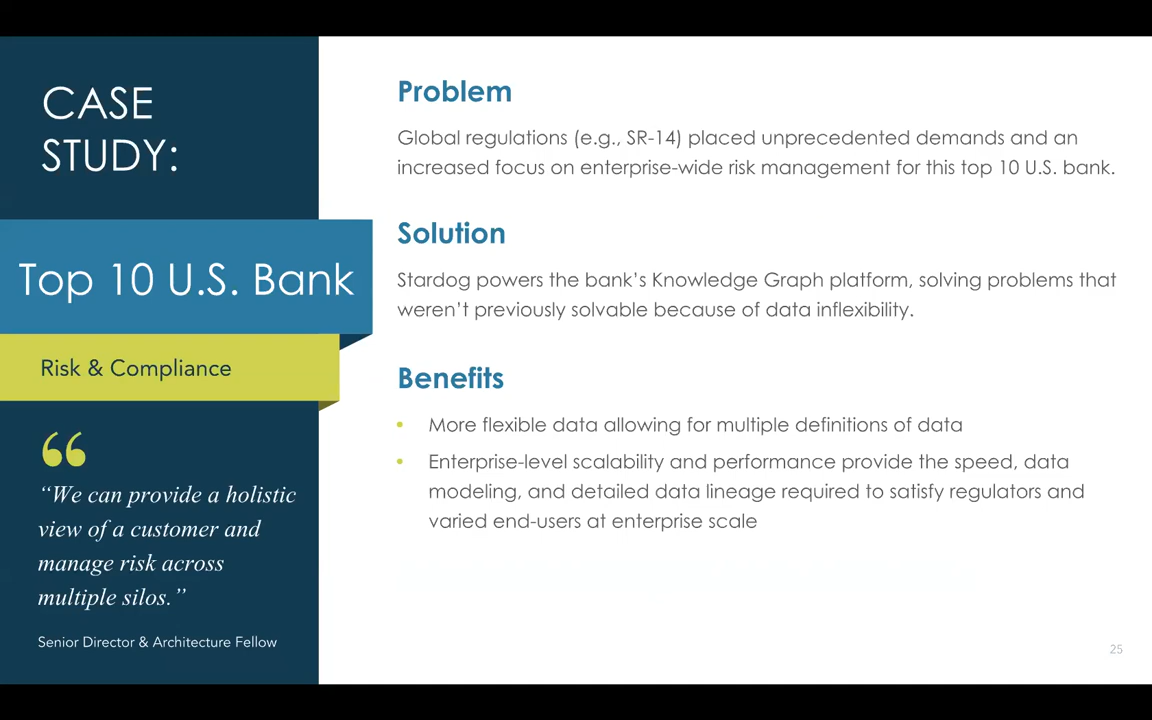 CASE
STUDY:
Top 10 U.S. Bank
Risk & Compliance
“We can provide a holistic
view of a customer and
manage risk across
multiple silos.”
Senior Director & Architecture Fellow
Problem
Global regulations (e.g., SR-14) placed unprecedented demands and an
increased focus on enterprise-wide risk management for this top 10 U.S. bank.
Solution
Stardog powers the bank’s Knowledge Graph platform, solving problems that
weren’t previously solvable because of data inflexibility.
Benefits
• More flexible data allowing for multiple definitions of data
• Enterprise-level scalability and performance provide the speed, data
modeling, and detailed data lineage required to satisfy regulators and
varied end-users at enterprise scale
25